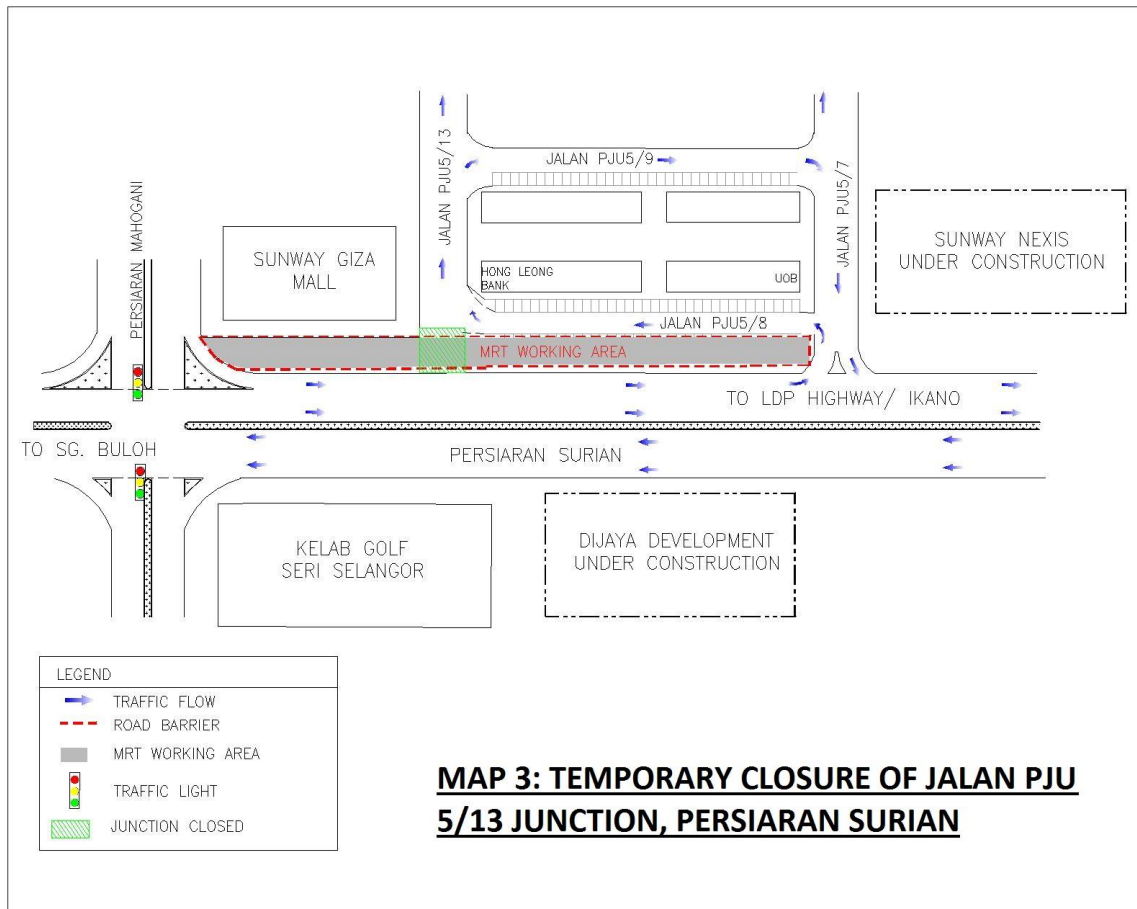 JALAN PJU5/13
JALAN PJU5/9
JALAN PJU5/7
PERSIARAN MAHOGANI
SUNWAY GIZA
MALL
HONG LEONG
BANK
UOB
SUNWAY NEXIS
UNDER CONSTRUCTION
JALAN PJU5/8
MRT WORKING AREA
TO LDP HIGHWAY/ IKANO
TO SG. BULOH
PERSIARAN SURIAN
KELAB GOLF
SERI SELANGOR
DIJAYA DEVELOPMENT
UNDER CONSTRUCTION
LEGEND
TRAFFIC FLOW
ROAD BARRIER
MRT WORKING AREA
TRAFFIC LIGHT
JUNCTION CLOSED
MAP 3: TEMPORARY CLOSURE OF JALAN PJU
5/13 JUNCTION, PERSIARAN SURIAN